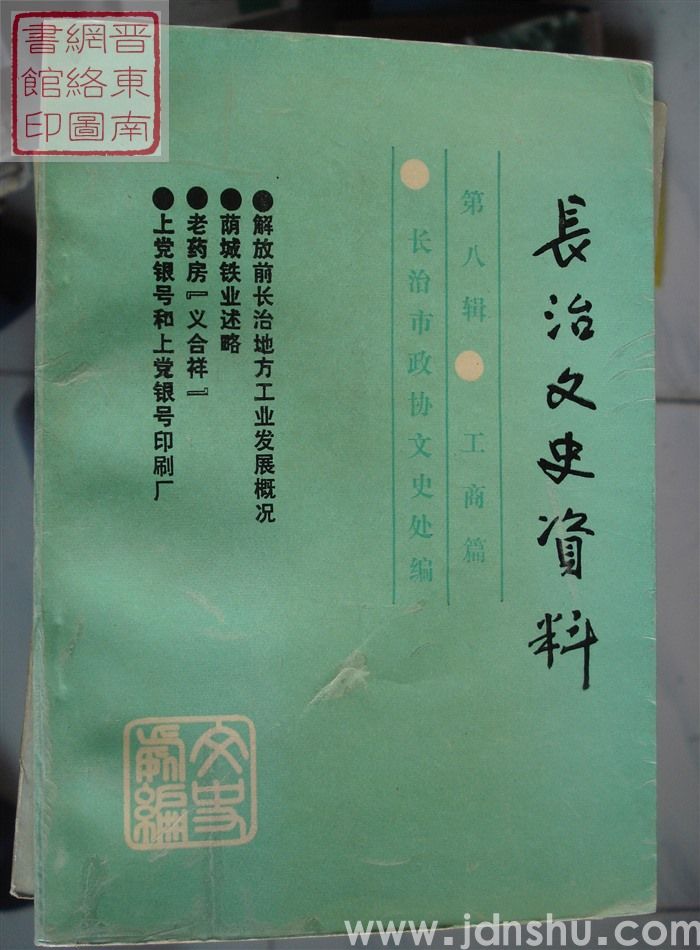 晋東南
網絡圖
書館印
長治文史資料
第八辑●工商篇
●长治市政协文史处编
●解放前长治地方工业发展概况
●荫城铁业述略
●老药房『义合祥』
●上党银号和上党银号印刷厂
文史
处编
www.jdnshu.com